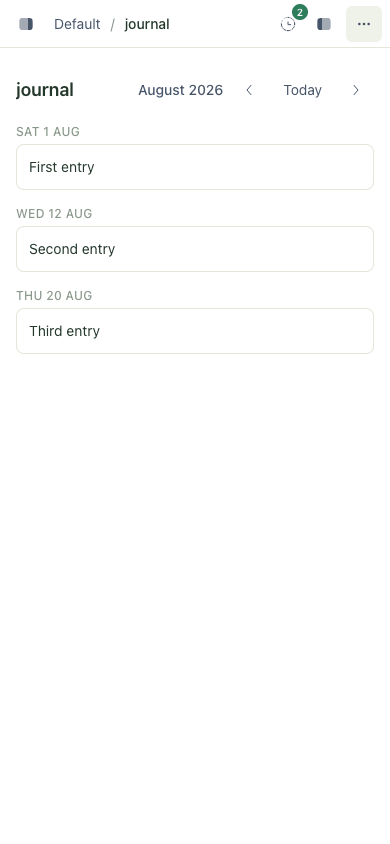 Default / journal
2
journal
August 2026
Today
SAT 1 AUG
First entry
WED 12 AUG
Second entry
THU 20 AUG
Third entry